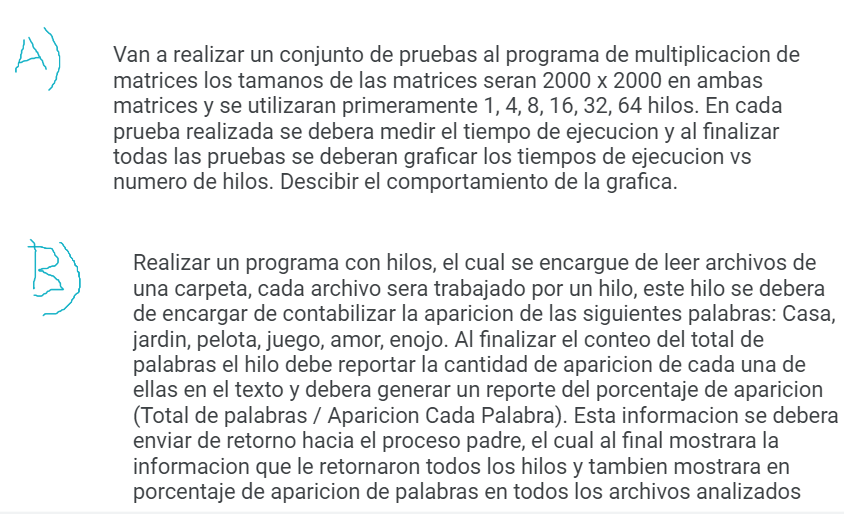 A)
Van a realizar un conjunto de pruebas al programa de multiplicacion de
matrices los tamanos de las matrices seran 2000 x 2000 en ambas
matrices y se utilizaran primeramente 1, 4, 8, 16, 32, 64 hilos. En cada
prueba realizada se debera medir el tiempo de ejecucion y al finalizar
todas las pruebas se deberan graficar los tiempos de ejecucion vs
numero de hilos. Descibir el comportamiento de la grafica.
B)
Realizar un programa con hilos, el cual se encargue de leer archivos de
una carpeta, cada archivo sera trabajado por un hilo, este hilo se debera
de encargar de contabilizar la aparicion de las siguientes palabras: Casa,
jardin, pelota, juego, amor, enojo. Al finalizar el conteo del total de
palabras el hilo debe reportar la cantidad de aparicion de cada una de
ellas en el texto y debera generar un reporte del porcentaje de aparicion
(Total de palabras / Aparicion Cada Palabra). Esta informacion se debera
enviar de retorno hacia el proceso padre, el cual al final mostrara la
informacion que le retornaron todos los hilos y tambien mostrara en
porcentaje de aparicion de palabras en todos los archivos analizados